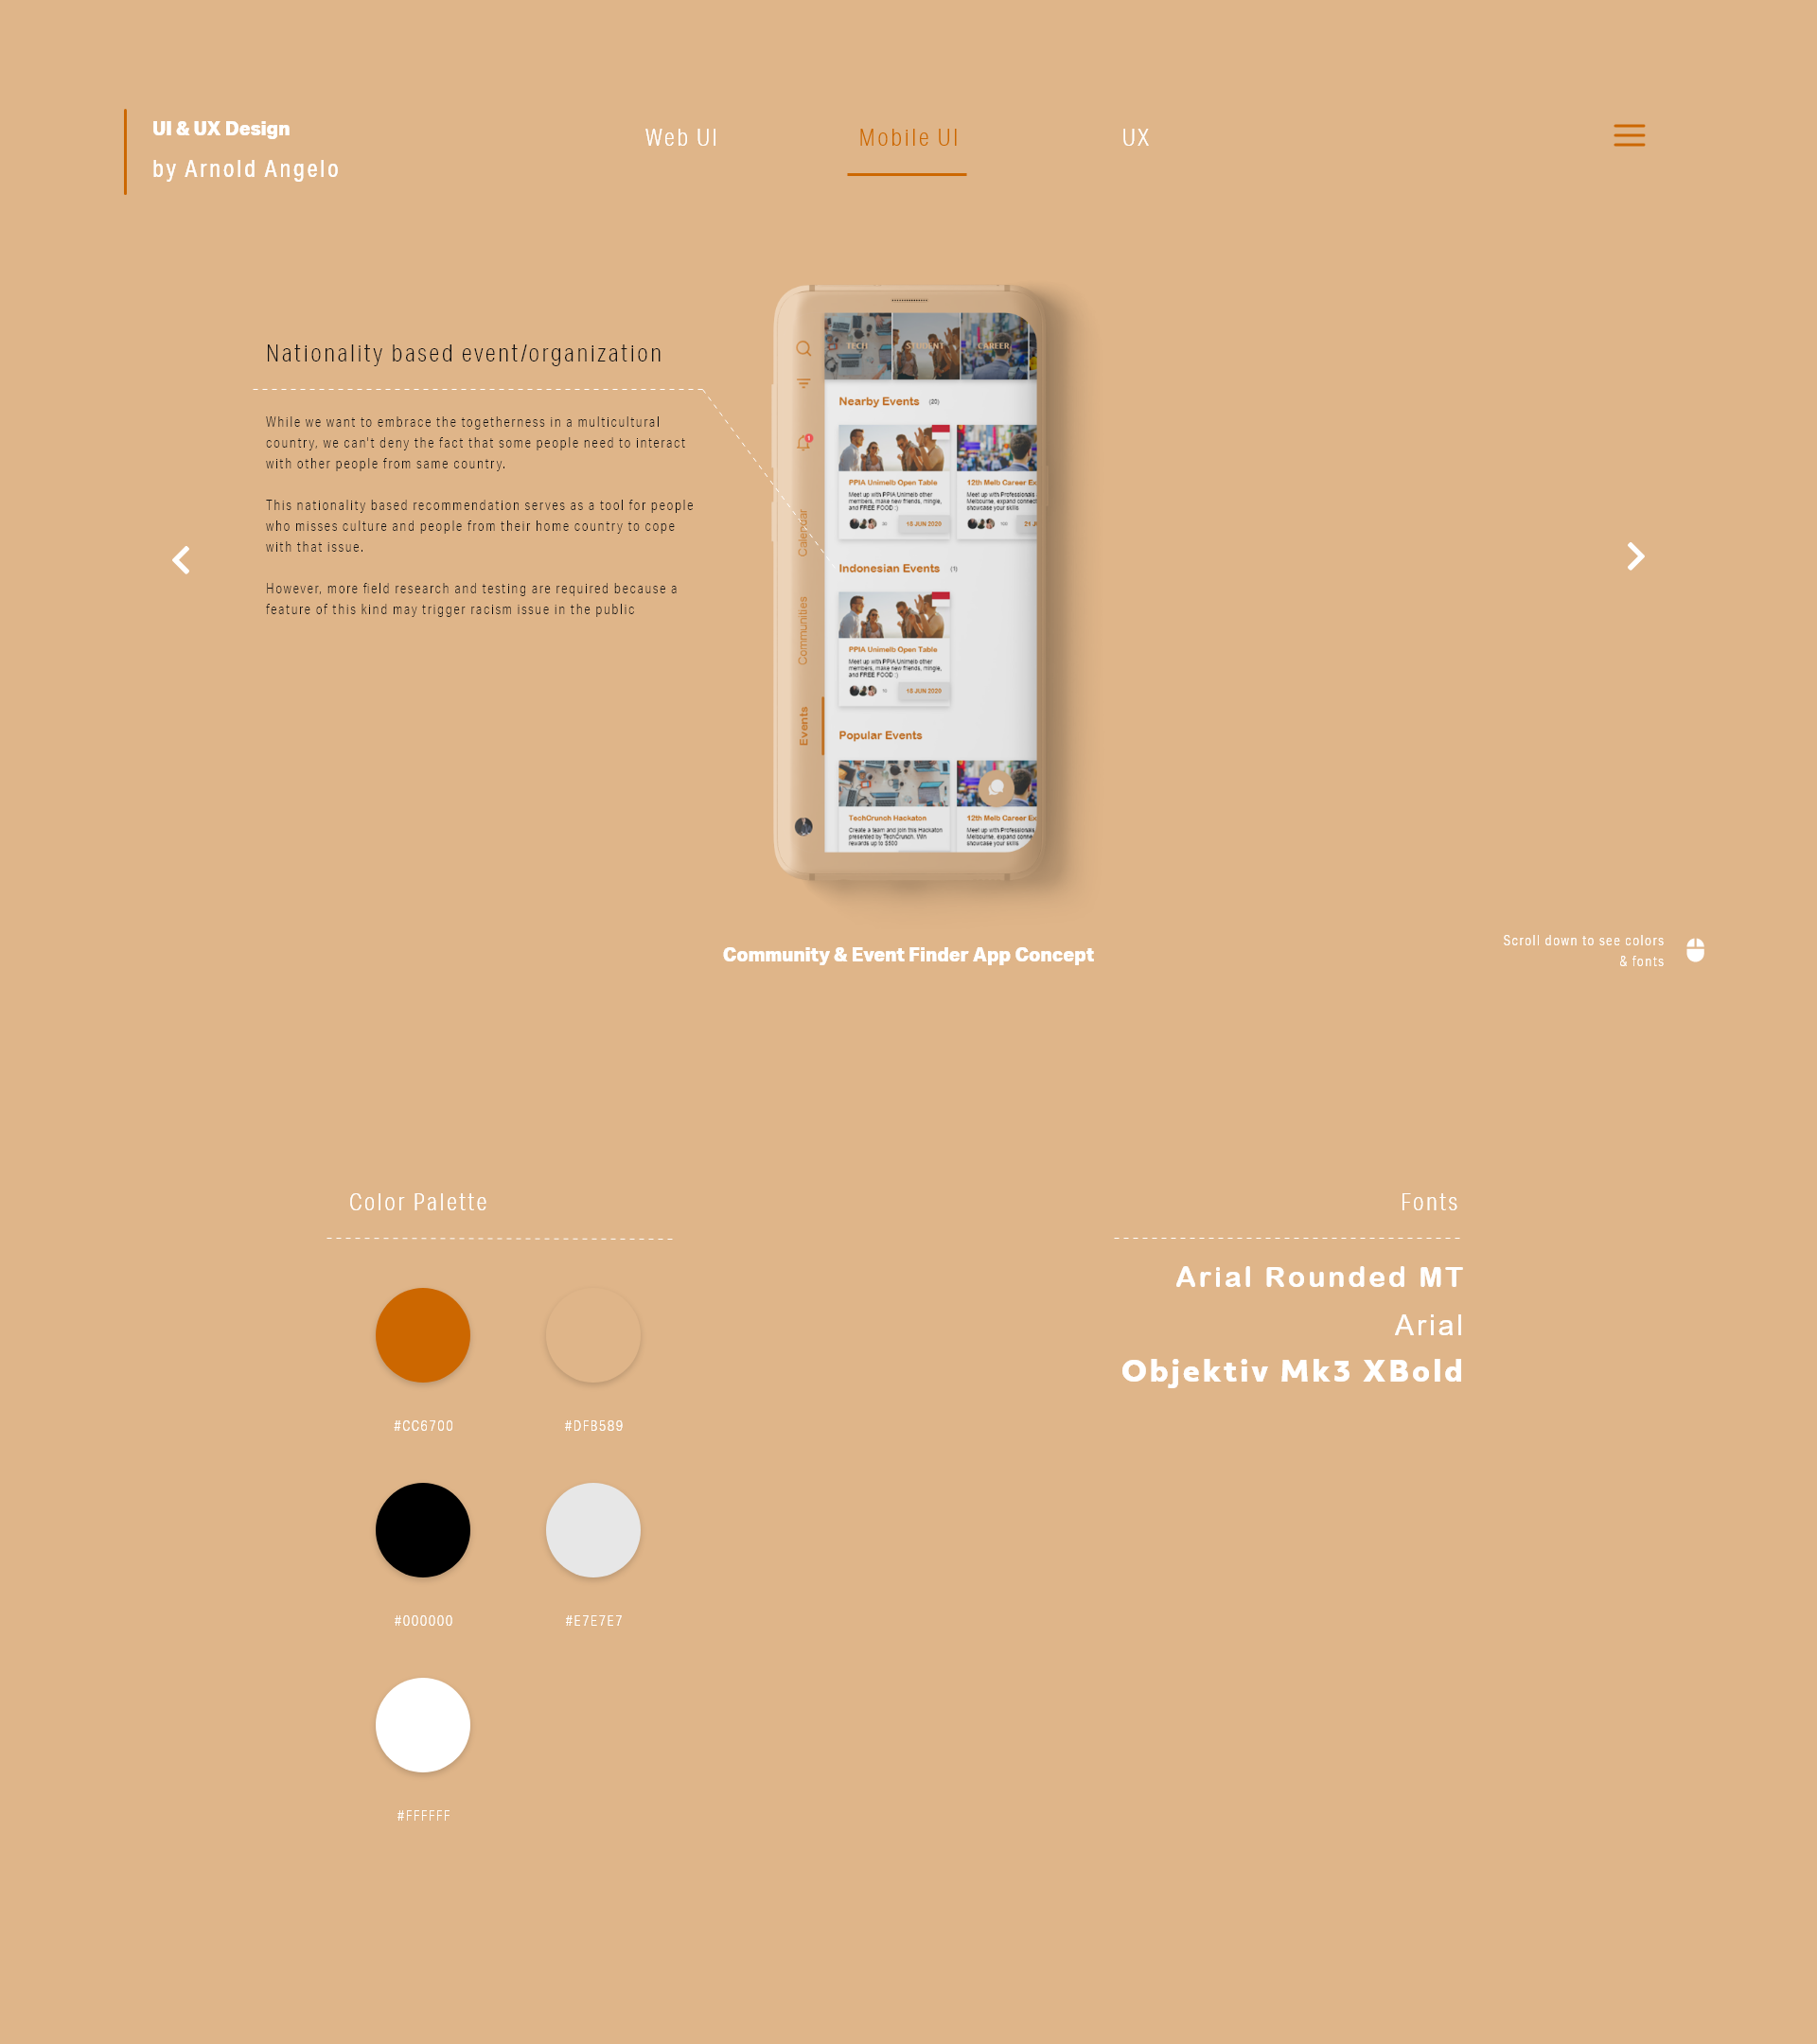 UI & UX Design
by Arnold Angelo
Web UI
Mobile UI
UX
Nationality based event/organization
While we want to embrace the togetherness in a multicultural
country, we can't deny the fact that some people need to interact
with other people from same country.
This nationality based recommendation serves as a tool for people
who misses culture and people from their home country to cope
with that issue.
However, more field research and testing are required because a
feature of this kind may trigger racism issue in the public
Calendar
Communities
Events
TECH
STUDENT
CAREER
Nearby Events (20)
PPIA Unimelb Open Table
Meet up with PPIA Unimelb other
members, make new friends, mingle,
and FREE FOOD :)
15 JUN 2020
12th Melb Career Ex
Meet up with Professionals
Melbourne, expand conne
showcase your skills
21 J
Indonesian Events (1)
PPIA Unimelb Open Table
Meet up with PPIA Unimelb other
members, make new friends, mingle,
and FREE FOOD :)
15 JUN 2020
Popular Events
TechCrunch Hackaton
Create a team and join this Hackaton
presented by TechCrunch. Win
rewards up to $500
12th Melb Career Ex
Meet up with Professionals
Melbourne, expand conne
showcase your skills
Community & Event Finder App Concept
Scroll down to see colors
& fonts
Color Palette
#CC6700
#DFB589
#000000
#E7E7E7
#FFFFFF
Fonts
Arial Rounded MT
Arial
Objektiv Mk3 XBold